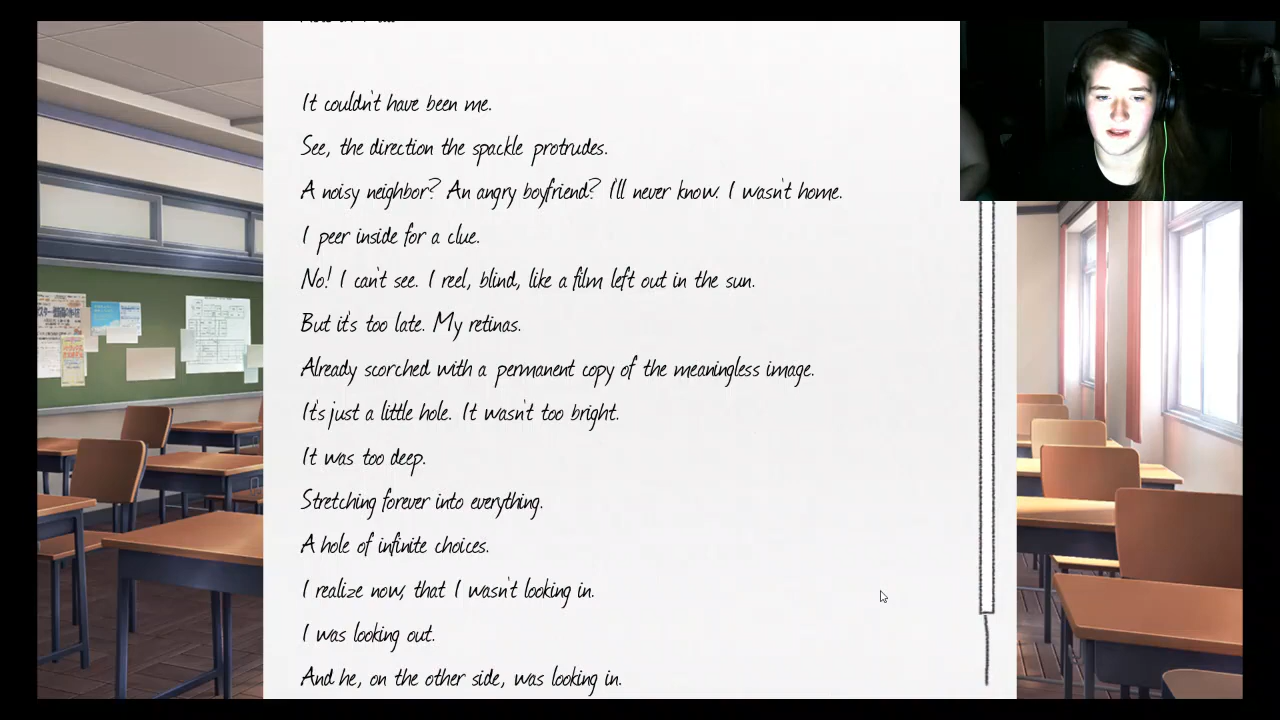 It couldn't have been me.
See, the direction the spackle protrudes.
A noisy neighbor? An angry boyfriend? I'll never know. I wasn't home.
I peer inside for a clue.
No! I can't see. I reel, blind, like a film left out in the sun.
But it's too late. My retinas.
Already scorched with a permanent copy of the meaningless image.
It's just a little hole. It wasn't too bright.
It was too deep.
Stretching forever into everything.
A hole of infinite choices.
I realize now, that I wasn't looking in.
I was looking out.
And he, on the other side, was looking in.